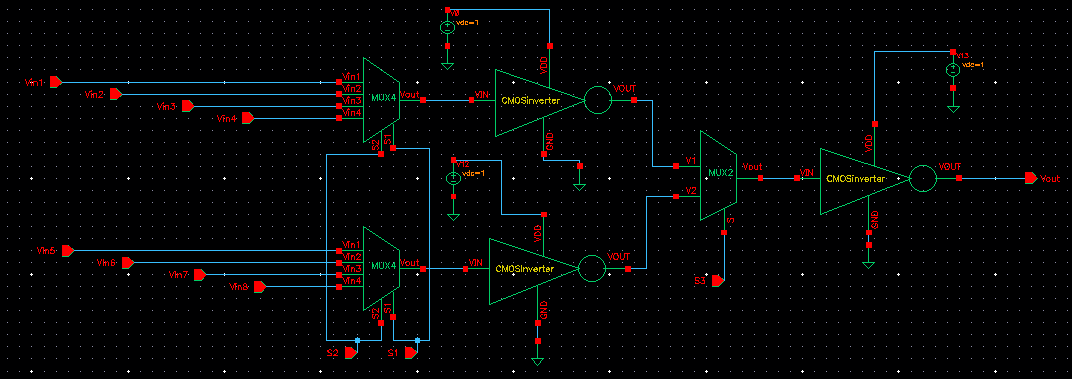 V0
vdc=1
V13
vdc=1
VDD
Vin1
Vin1
Vin2
Vin2
Vin3
Vin3
Vin4
Vin4
MUX4
Vout
VIN
CMOSinverter
VOUT
GND
S2
S1
VDD
V12
vdc=1
V1
V2
MUX2
Vout
VIN
CMOSinverter
VOUT
Vout
GND
S
S3
Vin5
Vin1
Vin6
Vin2
Vin7
Vin3
Vin8
Vin4
MUX4
Vout
VIN
CMOSinverter
VOUT
VDD
GND
S2
S1
S2
S1